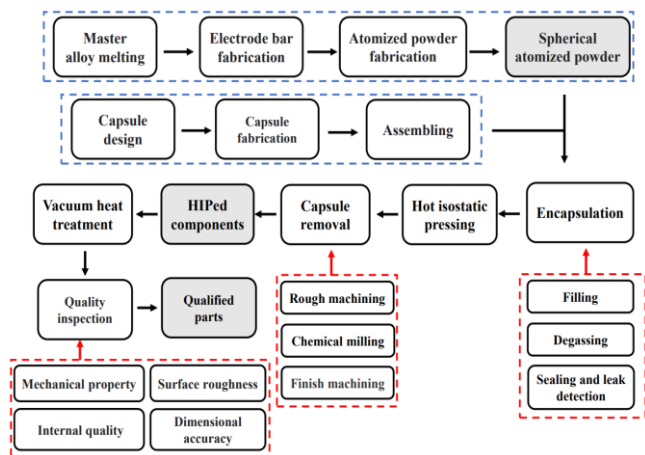 Master
alloy melting
Electrode bar
fabrication
Atomized powder
fabrication
Spherical
atomized powder
Capsule
design
Capsule
fabrication
Assembling
Vacuum heat
treatment
HIPed
components
Capsule
removal
Hot isostatic
pressing
Encapsulation
Quality
inspection
Qualified
parts
Rough machining
Chemical milling
Finish machining
Filling
Degassing
Sealing and leak
detection
Mechanical property
Surface roughness
Internal quality
Dimensional
accuracy